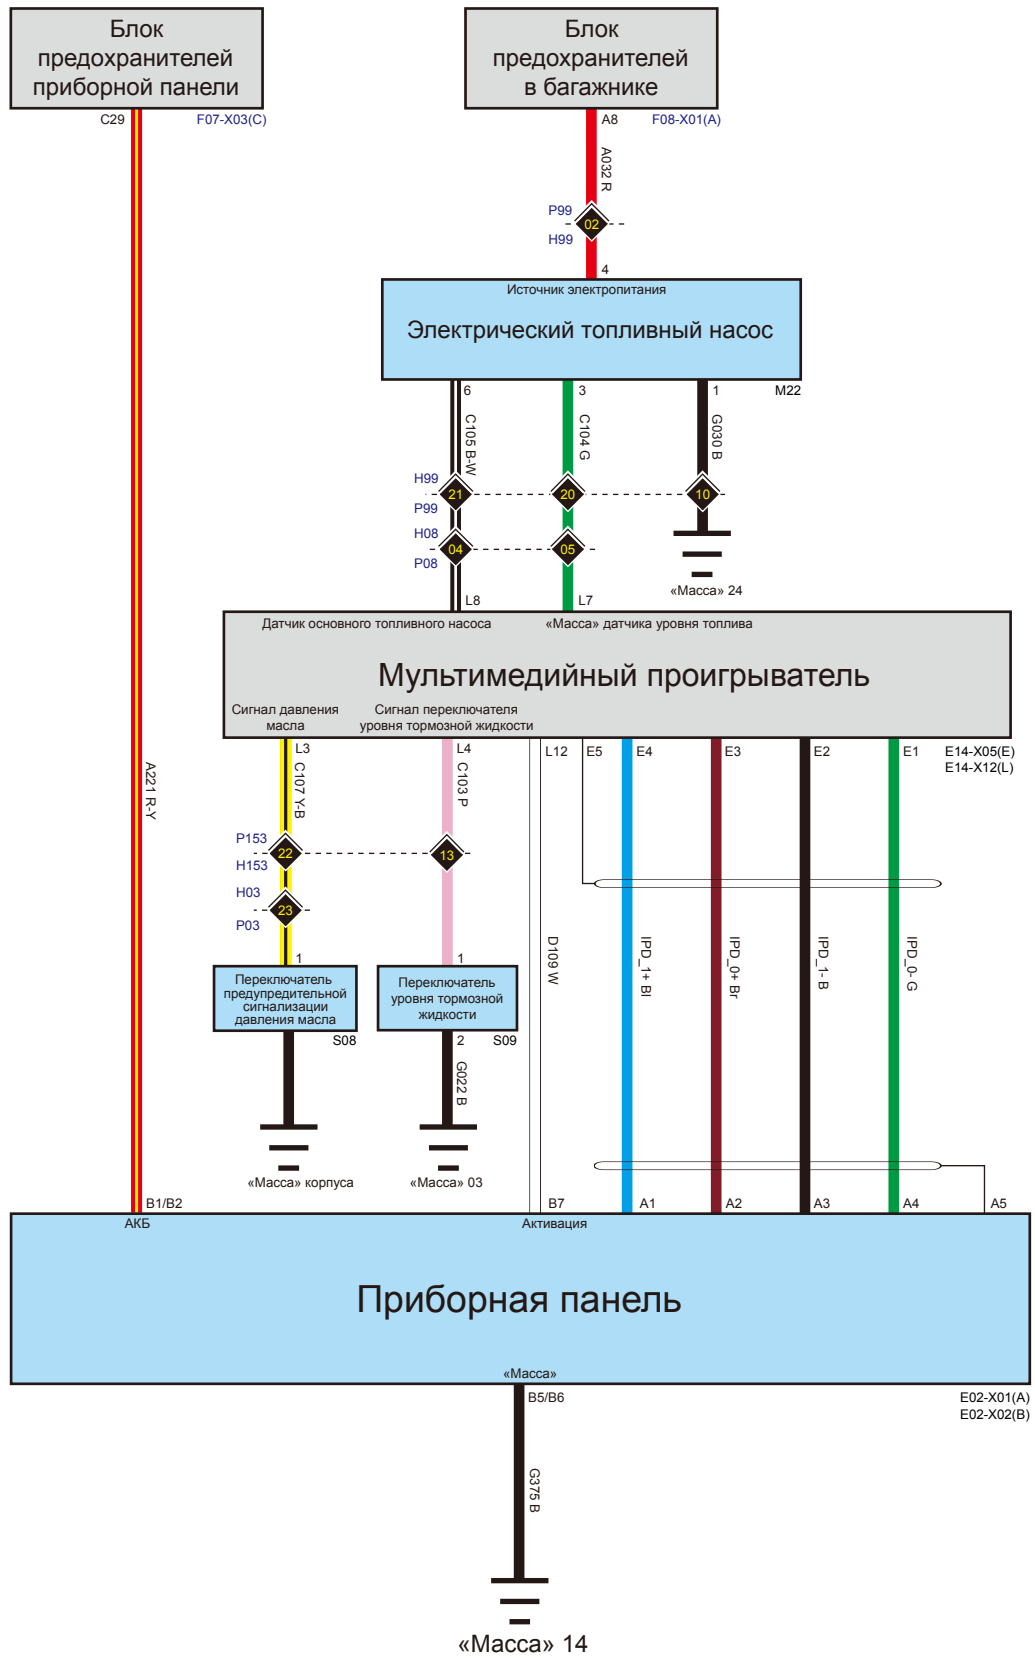 Блок
предохранителей
приборной панели
Блок
предохранителей
в багажнике
C29
F07-X03(C)
A8
F08-X01(A)
A032 R
P99
02
H99
4
Источник электропитания
Электрический топливный насос
6
3
1
M22
C105 B-W
C104 G
G030 B
H99
21
20
10
P99
H08
04
05
P08
«Масса» 24
L8
L7
Датчик основного топливного насоса
«Масса» датчика уровня топлива
Мультимедийный проигрыватель
Сигнал давления
масла
Сигнал переключателя
уровня тормозной жидкости
L3
L4
L12
E5
E4
E3
E2
E1
E14-X05(E)
E14-X12(L)
A221 R-Y
C107 Y-B
C103 P
P153
22
13
H153
H03
23
P03
D109 W
IPD_1+ Bl
IPD_0+ Br
IPD_1- B
IPD_0- G
1
1
Переключатель
предупредительной
сигнализации
давления масла
Переключатель
уровня тормозной
жидкости
S08
2
S09
G022 B
«Масса» корпуса
«Масса» 03
B1/B2
B7
A1
A2
A3
A4
A5
АКБ
Активация
Приборная панель
«Масса»
B5/B6
E02-X01(A)
E02-X02(B)
G375 B
«Масса» 14